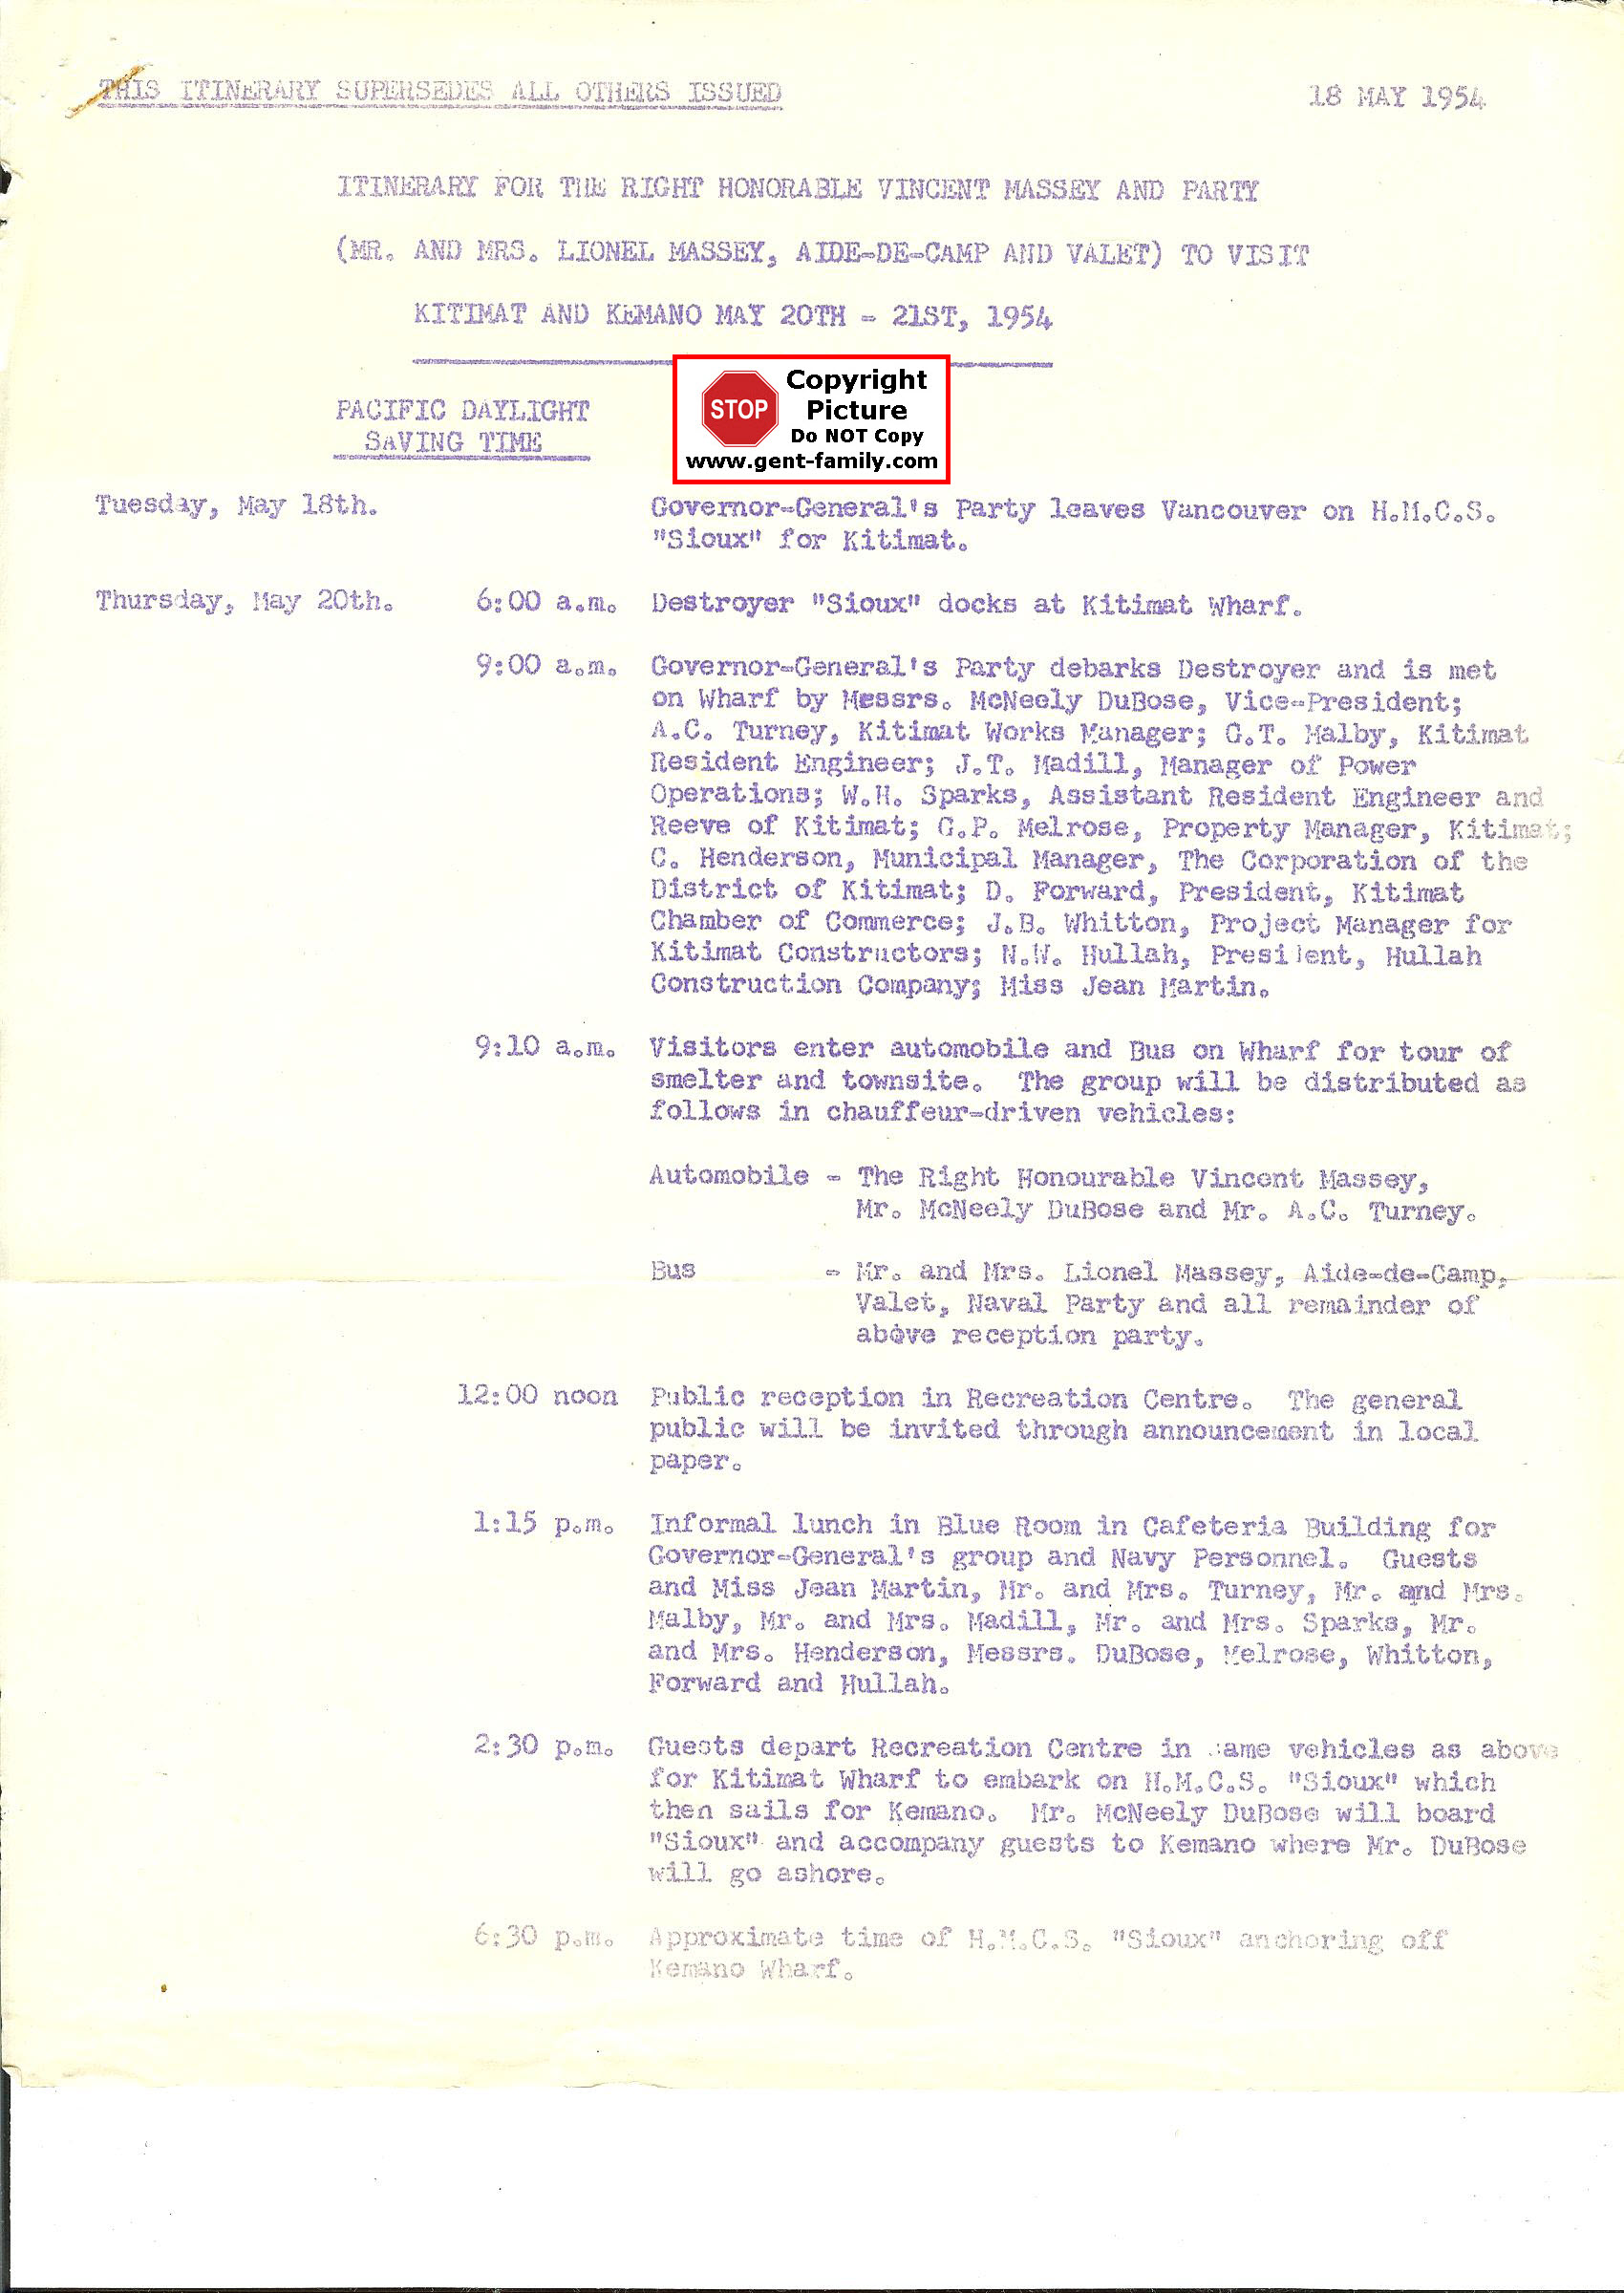 THIS ITINERARY SUPERSEDES ALL OTHERS ISSUED
18 MAY 1954
ITINERARY FOR THE RIGHT HONORABLE VINCENT MASSEY AND PARTY
(MR. AND MRS. LIONEL MASSEY, AIDE-DE-CAMP AND VALET) TO VISIT
KITIMAT AND KEMANO MAY 20TH - 21ST, 1954
STOP
Copyright
Picture
Do NOT Copy
www.gent-family.com
PACIFIC DAYLIGHT
SAVING TIME
Tuesday, May 18th. Governor-General's Party leaves Vancouver on H.M.C.S.
"Sioux" for Kitimat.
Thursday, May 20th. 6:00 a.m. Destroyer "Sioux" docks at Kitimat Wharf.
9:00 a.m. Governor-General's Party debarks Destroyer and is met
on Wharf by Messrs. McNeely DuBose, Vice-President;
A.C. Turney, Kitimat Works Manager; G.T. Malby, Kitimat
Resident Engineer; J.T. Madill, Manager of Power
Operations; W.H. Sparks, Assistant Resident Engineer and
Reeve of Kitimat; G.P. Melrose, Property Manager, Kitimat;
C. Henderson, Municipal Manager, The Corporation of the
District of Kitimat; D. Forward, President, Kitimat
Chamber of Commerce; J.B. Whitton, Project Manager for
Kitimat Constructors; N.W. Hullah, President, Hullah
Construction Company; Miss Jean Martin.
9:10 a.m. Visitors enter automobile and Bus on Wharf for tour of
smelter and townsite. The group will be distributed as
follows in chauffeur-driven vehicles:
Automobile - The Right Honourable Vincent Massey,
Mr. McNeely DuBose and Mr. A.C. Turney.
Bus - Mr. and Mrs. Lionel Massey, Aide-de-Camp,
Valet, Naval Party and all remainder of
above reception party.
12:00 noon Public reception in Recreation Centre. The general
public will be invited through announcement in local
paper.
1:15 p.m. Informal lunch in Blue Room in Cafeteria Building for
Governor-General's group and Navy Personnel. Guests
and Miss Jean Martin, Mr. and Mrs. Turney, Mr. and Mrs.
Malby, Mr. and Mrs. Madill, Mr. and Mrs. Sparks, Mr.
and Mrs. Henderson, Messrs. DuBose, Melrose, Whitton,
Forward and Hullah.
2:30 p.m. Guests depart Recreation Centre in same vehicles as above
for Kitimat Wharf to embark on H.M.C.S. "Sioux" which
then sails for Kemano. Mr. McNeely DuBose will board
"Sioux" and accompany guests to Kemano where Mr. DuBose
will go ashore.
6:30 p.m. Approximate time of H.M.C.S. "Sioux" anchoring off
Kemano Wharf.